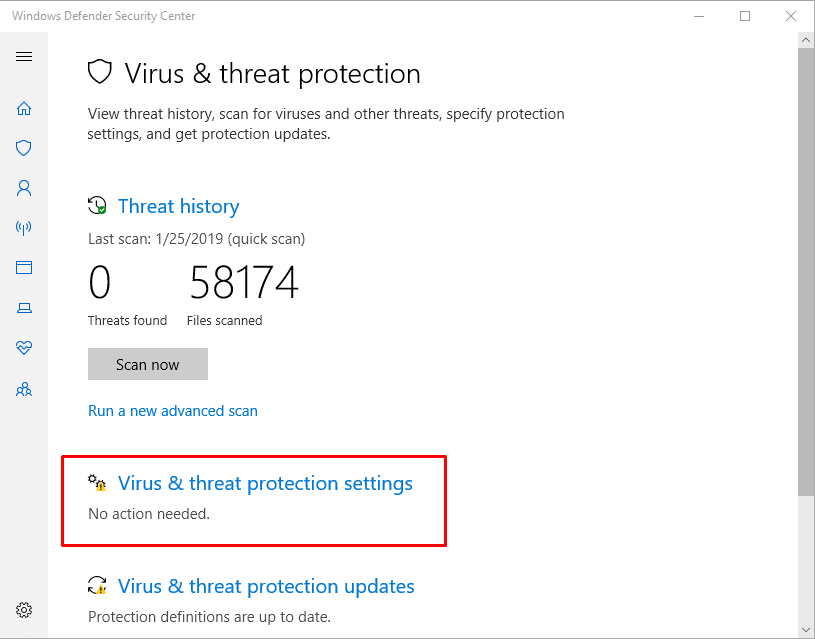 Windows Defender Security Center
Virus & threat protection
View threat history, scan for viruses and other threats, specify protection
settings, and get protection updates.
Threat history
Last scan: 1/25/2019 (quick scan)
0 58174
Threats found Files scanned
Scan now
Run a new advanced scan
Virus & threat protection settings
No action needed.
Virus & threat protection updates
Protection definitions are up to date.